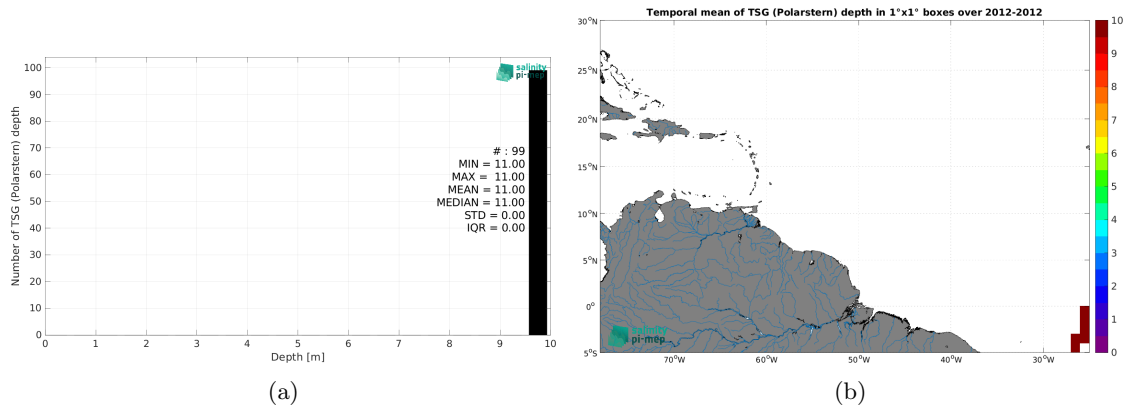 Number of TSG (Polarstern) depth
100
90
80
70
60
50
40
30
20
10
0
salinity
pi-mep
# : 99
MIN = 11.00
MAX = 11.00
MEAN = 11.00
MEDIAN = 11.00
STD = 0.00
IQR = 0.00
0 1 2 3 4 5 6 7 8 9 10
Depth [m]
(a)
Temporal mean of TSG (Polarstern) depth in 1°x1° boxes over 2012-2012
30°N
25°N
20°N
15°N
10°N
5°N
0°
5°S
salinity
pi-mep
70°W 60°W 50°W 40°W 30°W
10
9
8
7
6
5
4
3
2
1
0
(b)